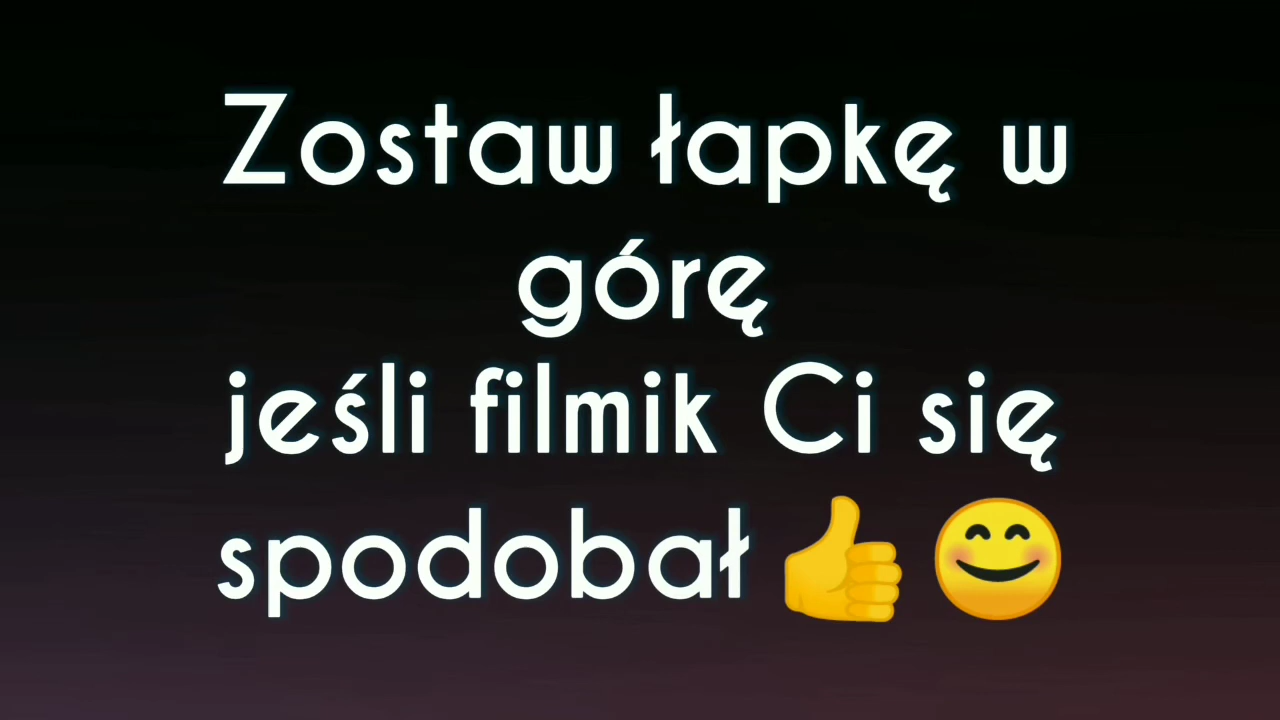 Zostaw łapkę w
górę
jeśli filmik Ci się
spodobał 👍 😊